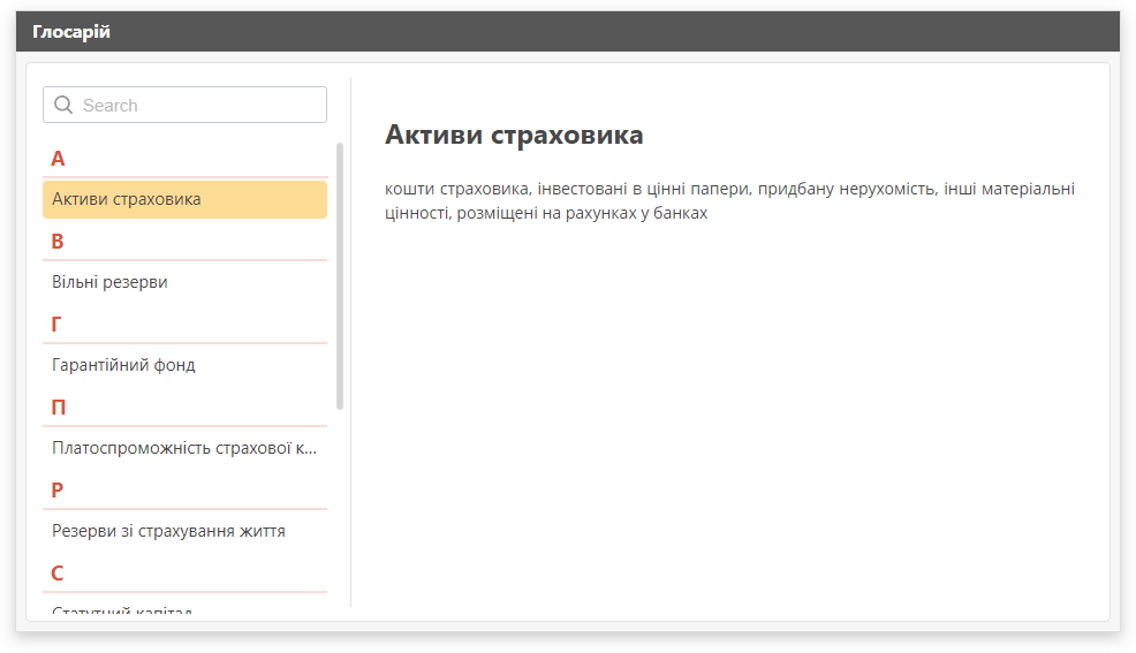 Глосарій
Search
А
Активи страховика
В
Вільні резерви
Г
Гарантійний фонд
П
Платоспроможність страхової к...
Р
Резерви зі страхування життя
С
Статутний капітал
Активи страховика
кошти страховика, інвестовані в цінні папери, придбану нерухомість, інші матеріальні
цінності, розміщені на рахунках у банках